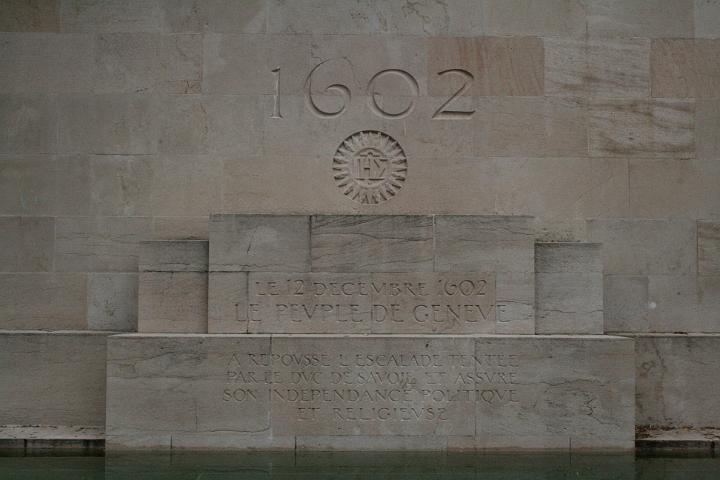 1602
IHS
LE 12 DECEMBRE 1602
LE PEVPLE DE GENEVE
A REPOVSSE L'ESCALADE TENTEE
PAR LE DVC DE SAVOIE ET ASSVRE
SON INDEPENDANCE POLITIQVE
ET RELIGIEVSE